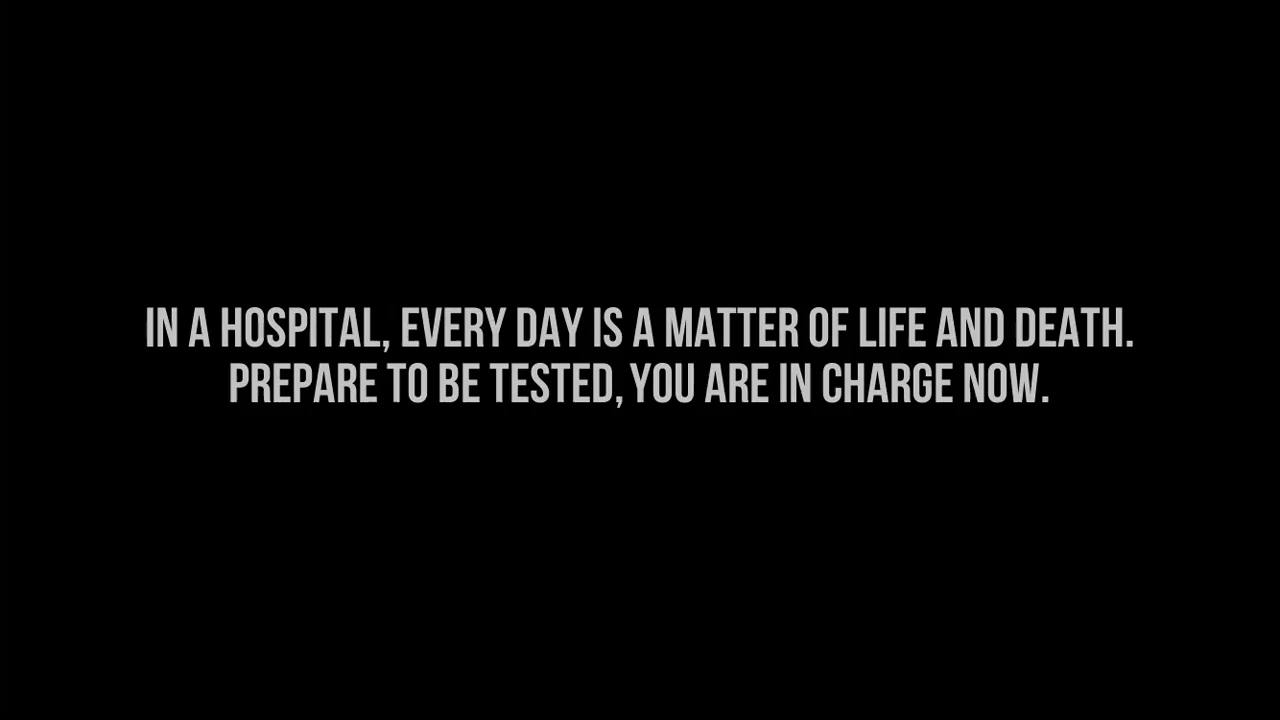 IN A HOSPITAL, EVERY DAY IS A MATTER OF LIFE AND DEATH.
PREPARE TO BE TESTED, YOU ARE IN CHARGE NOW.